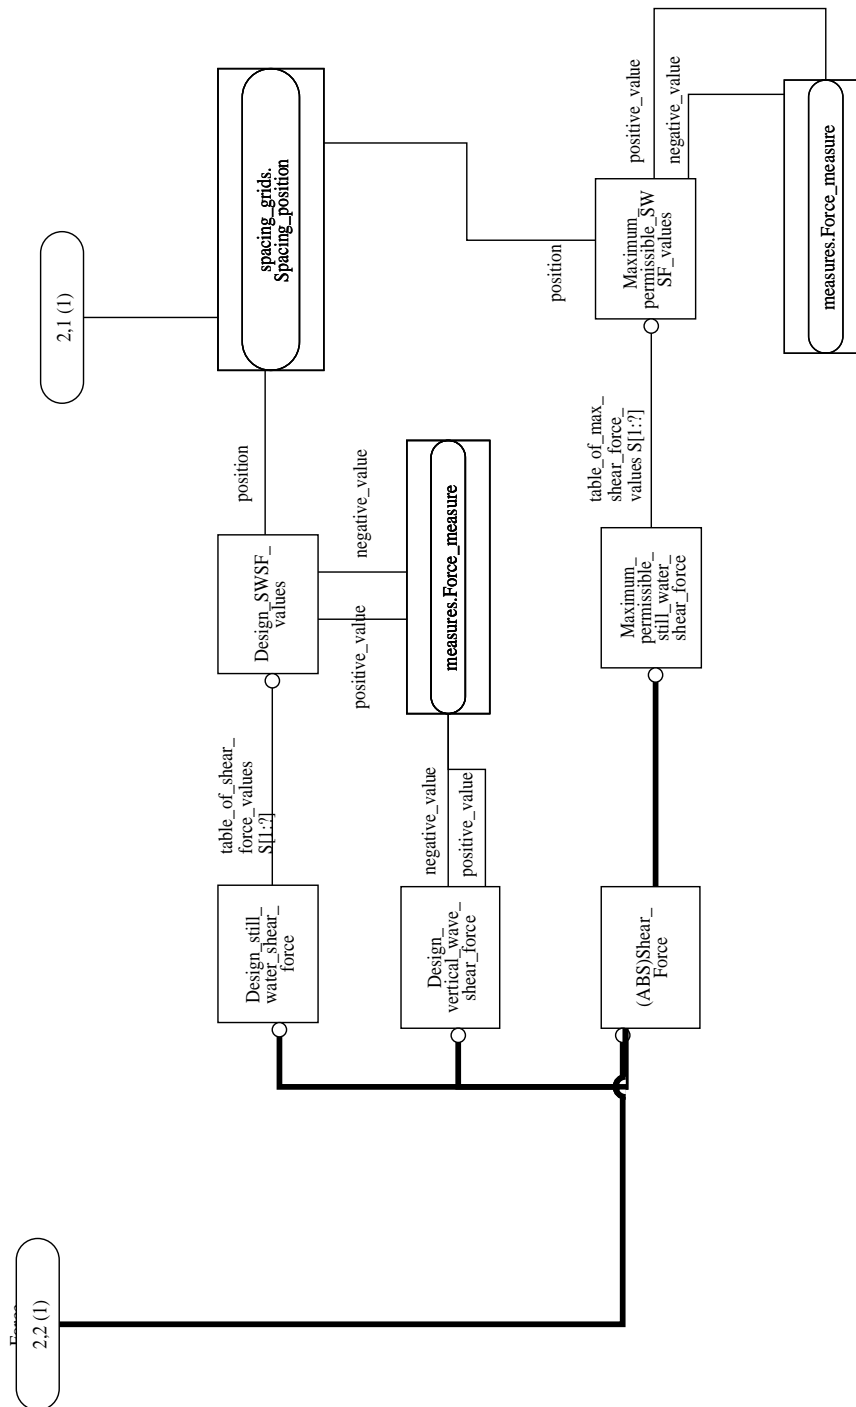 2,2 (1)
2,1 (1)
Design_still_
water_shear_
force
table_of_shear_
force_values
S[1:?]
Design_SWSF_
values
position
spacing_grids.
Spacing_position
positive_value
negative_value
Design_
vertical_wave_
shear_force
negative_value
positive_value
measures.Force_measure
(ABS)Shear_
Force
Maximum_
permissible_
still_water_
shear_force
table_of_max_
shear_force_
values S[1:?]
position
Maximum_
permissible_SW
SF_values
positive_value
negative_value
measures.Force_measure